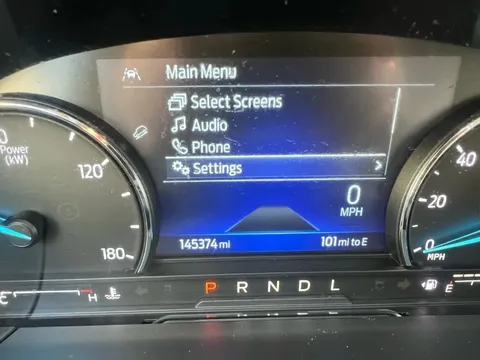 Main Menu
Select Screens
Audio
Phone
Settings >
0
Power
(kW)
120
180
0
MPH
40
20
0
MPH
145374 mi
101 mi to E
C H
P R N D L
E